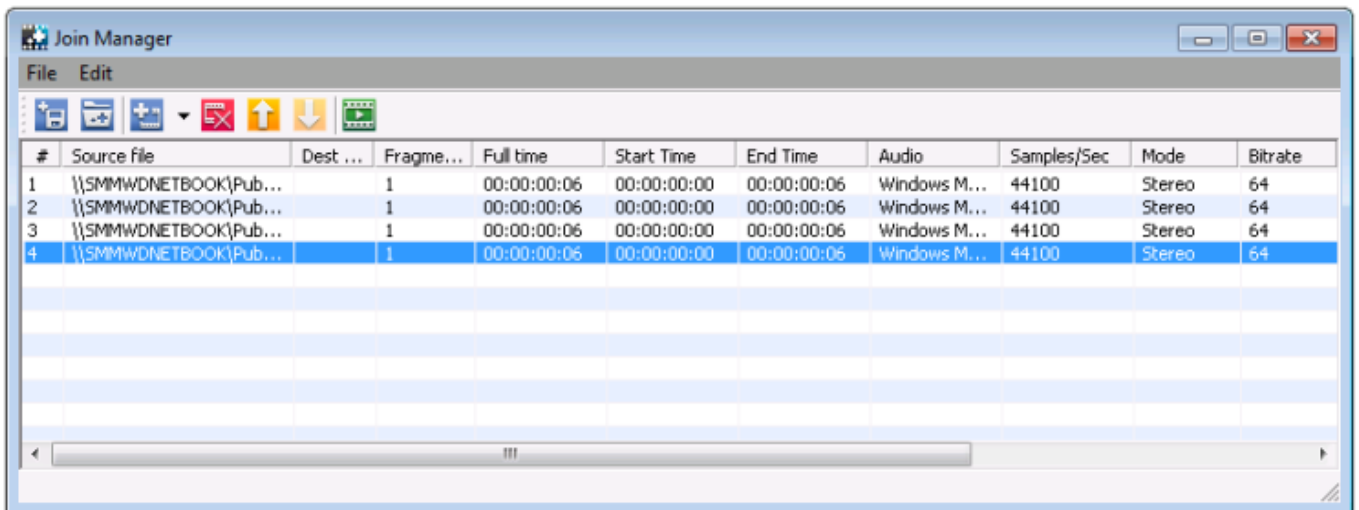 Join Manager
File Edit
# Source file Dest ... Fragme... Full time Start Time End Time Audio Samples/Sec Mode Bitrate
1 \\SMMWDNETBOOK\Pub... 1 00:00:00:06 00:00:00:00 00:00:00:06 Windows M... 44100 Stereo 64
2 \\SMMWDNETBOOK\Pub... 1 00:00:00:06 00:00:00:00 00:00:00:06 Windows M... 44100 Stereo 64
3 \\SMMWDNETBOOK\Pub... 1 00:00:00:06 00:00:00:00 00:00:00:06 Windows M... 44100 Stereo 64
4 \\SMMWDNETBOOK\Pub... 1 00:00:00:06 00:00:00:00 00:00:00:06 Windows M... 44100 Stereo 64